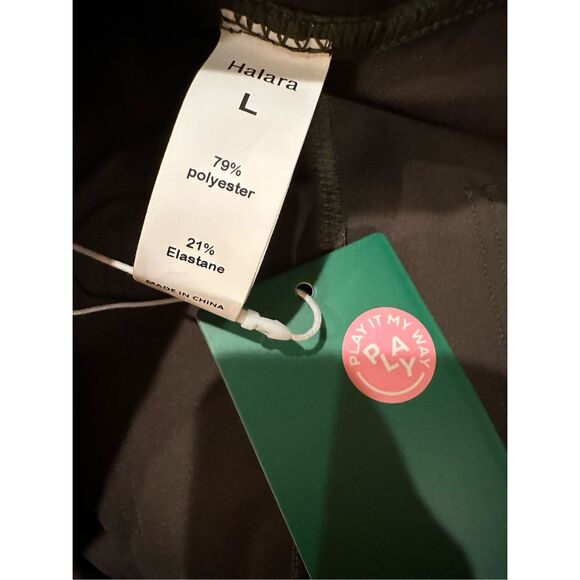 Halara
L
79%
polyester
21%
Elastane
MADE IN CHINA
PLAY IT MY WAY
PLAY